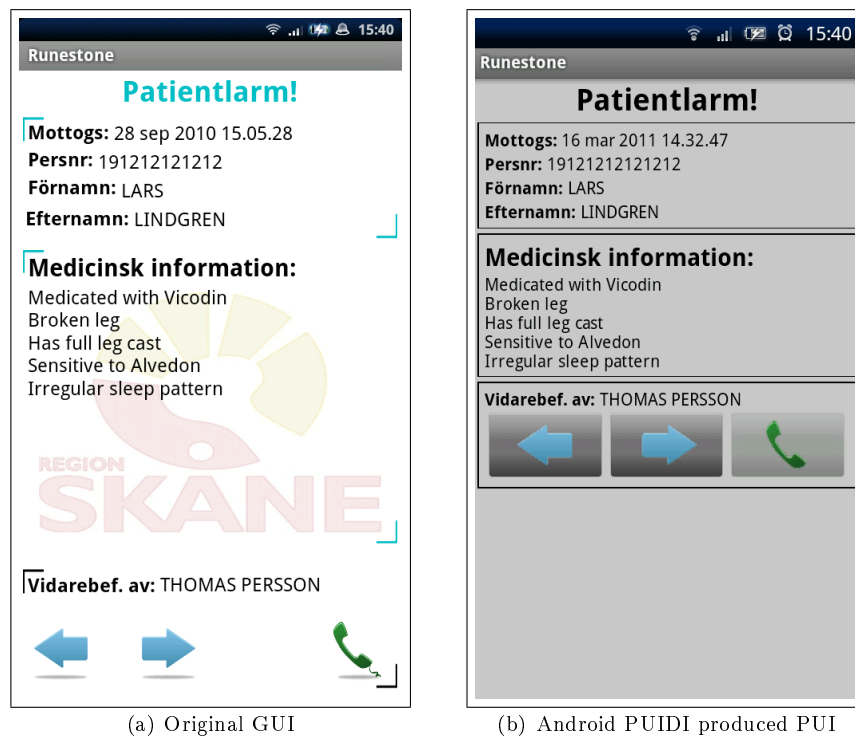 15:40
Runestone
Patientlarm!
Mottogs: 28 sep 2010 15.05.28
Persnr: 191212121212
Förnamn: LARS
Efternamn: LINDGREN
Medicinsk information:
Medicated with Vicodin
Broken leg
Has full leg cast
Sensitive to Alvedon
Irregular sleep pattern
REGION
SKANE
Vidarebef. av: THOMAS PERSSON
(a) Original GUI
15:40
Runestone
Patientlarm!
Mottogs: 16 mar 2011 14.32.47
Persnr: 19121212121212
Förnamn: LARS
Efternamn: LINDGREN
Medicinsk information:
Medicated with Vicodin
Broken leg
Has full leg cast
Sensitive to Alvedon
Irregular sleep pattern
Vidarebef. av: THOMAS PERSSON
(b) Android PUIDI produced PUI